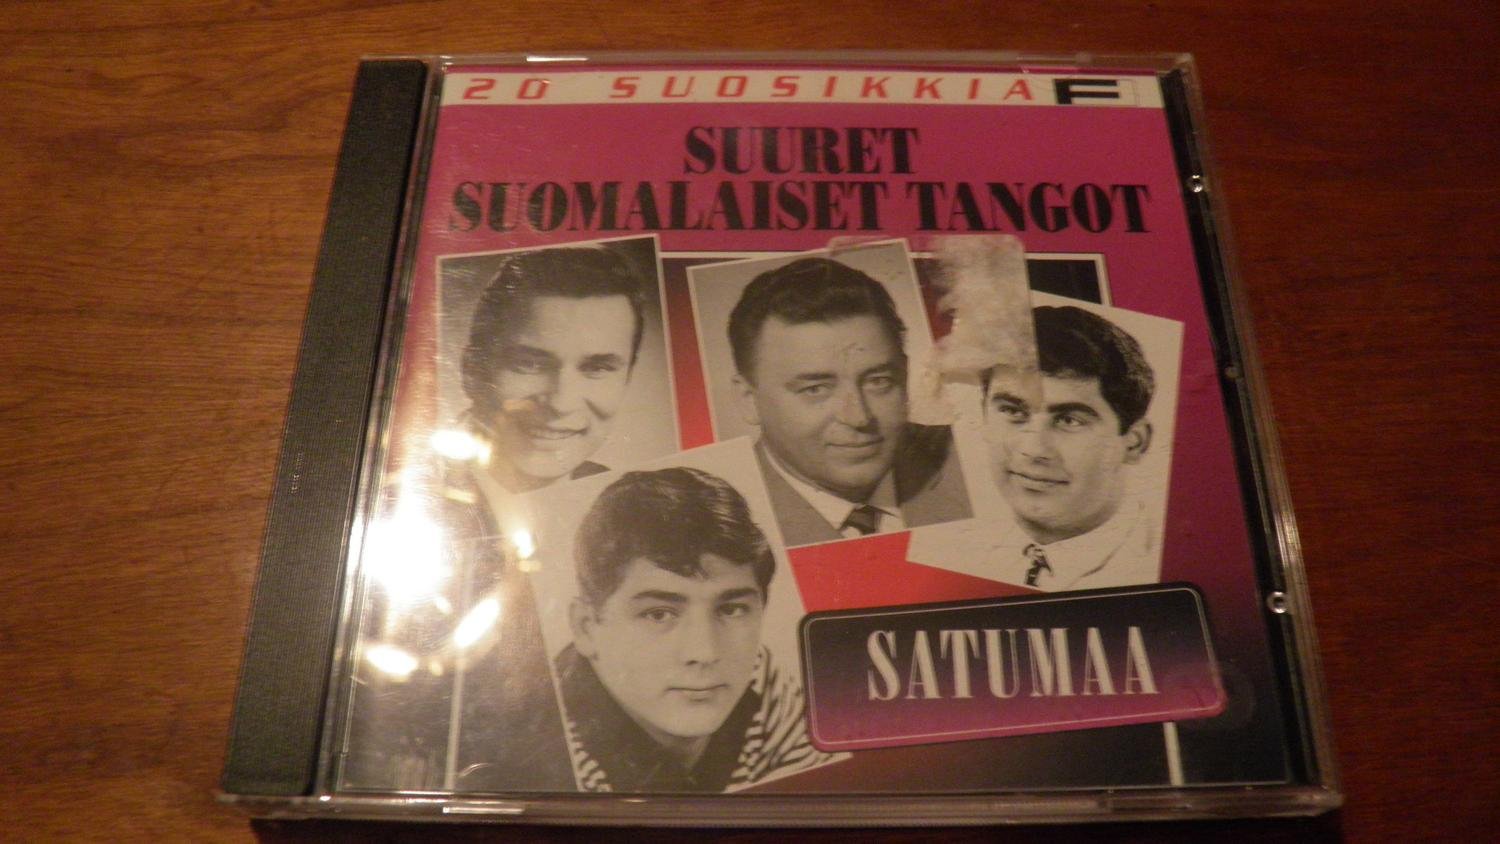 20 SUOSIKKIA F
SUURET
SUOMALAISET TANGOT
SATUMAA